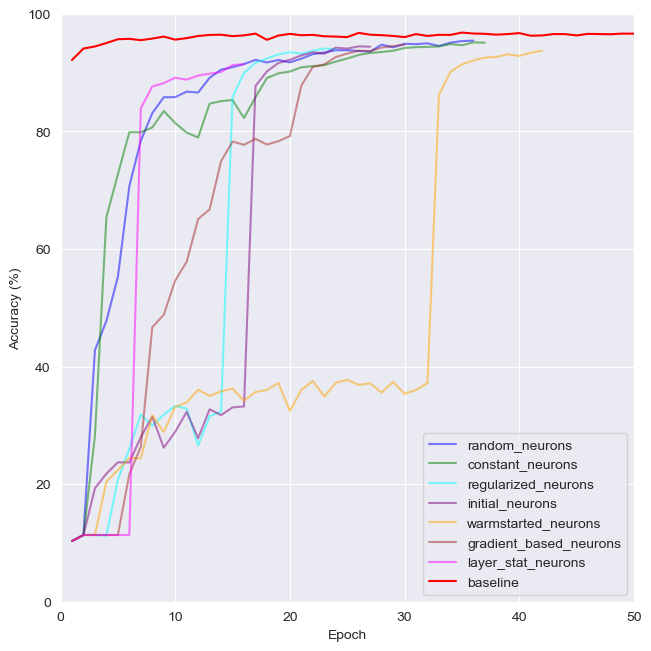 100
80
60
40
20
0
Accuracy (%)
random_neurons
constant_neurons
regularized_neurons
initial_neurons
warmstarted_neurons
gradient_based_neurons
layer_stat_neurons
baseline
0 10 20 30 40 50
Epoch